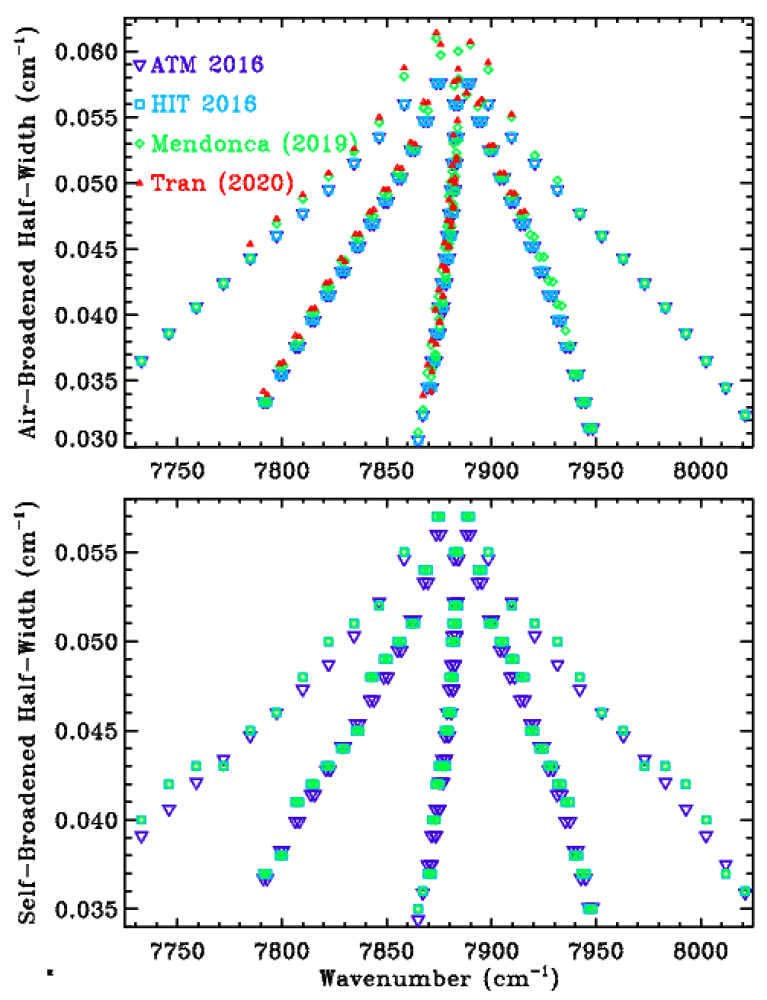 Air-Broadened Half-Width (cm⁻¹)
0.060
0.055
0.050
0.045
0.040
0.035
0.030
ATM 2016
HIT 2016
Mendonca (2019)
Tran (2020)
7750 7800 7850 7900 7950 8000
Self-Broadened Half-Width (cm⁻¹)
0.055
0.050
0.045
0.040
0.035
7750 7800 7850 7900 7950 8000
Wavenumber (cm⁻¹)